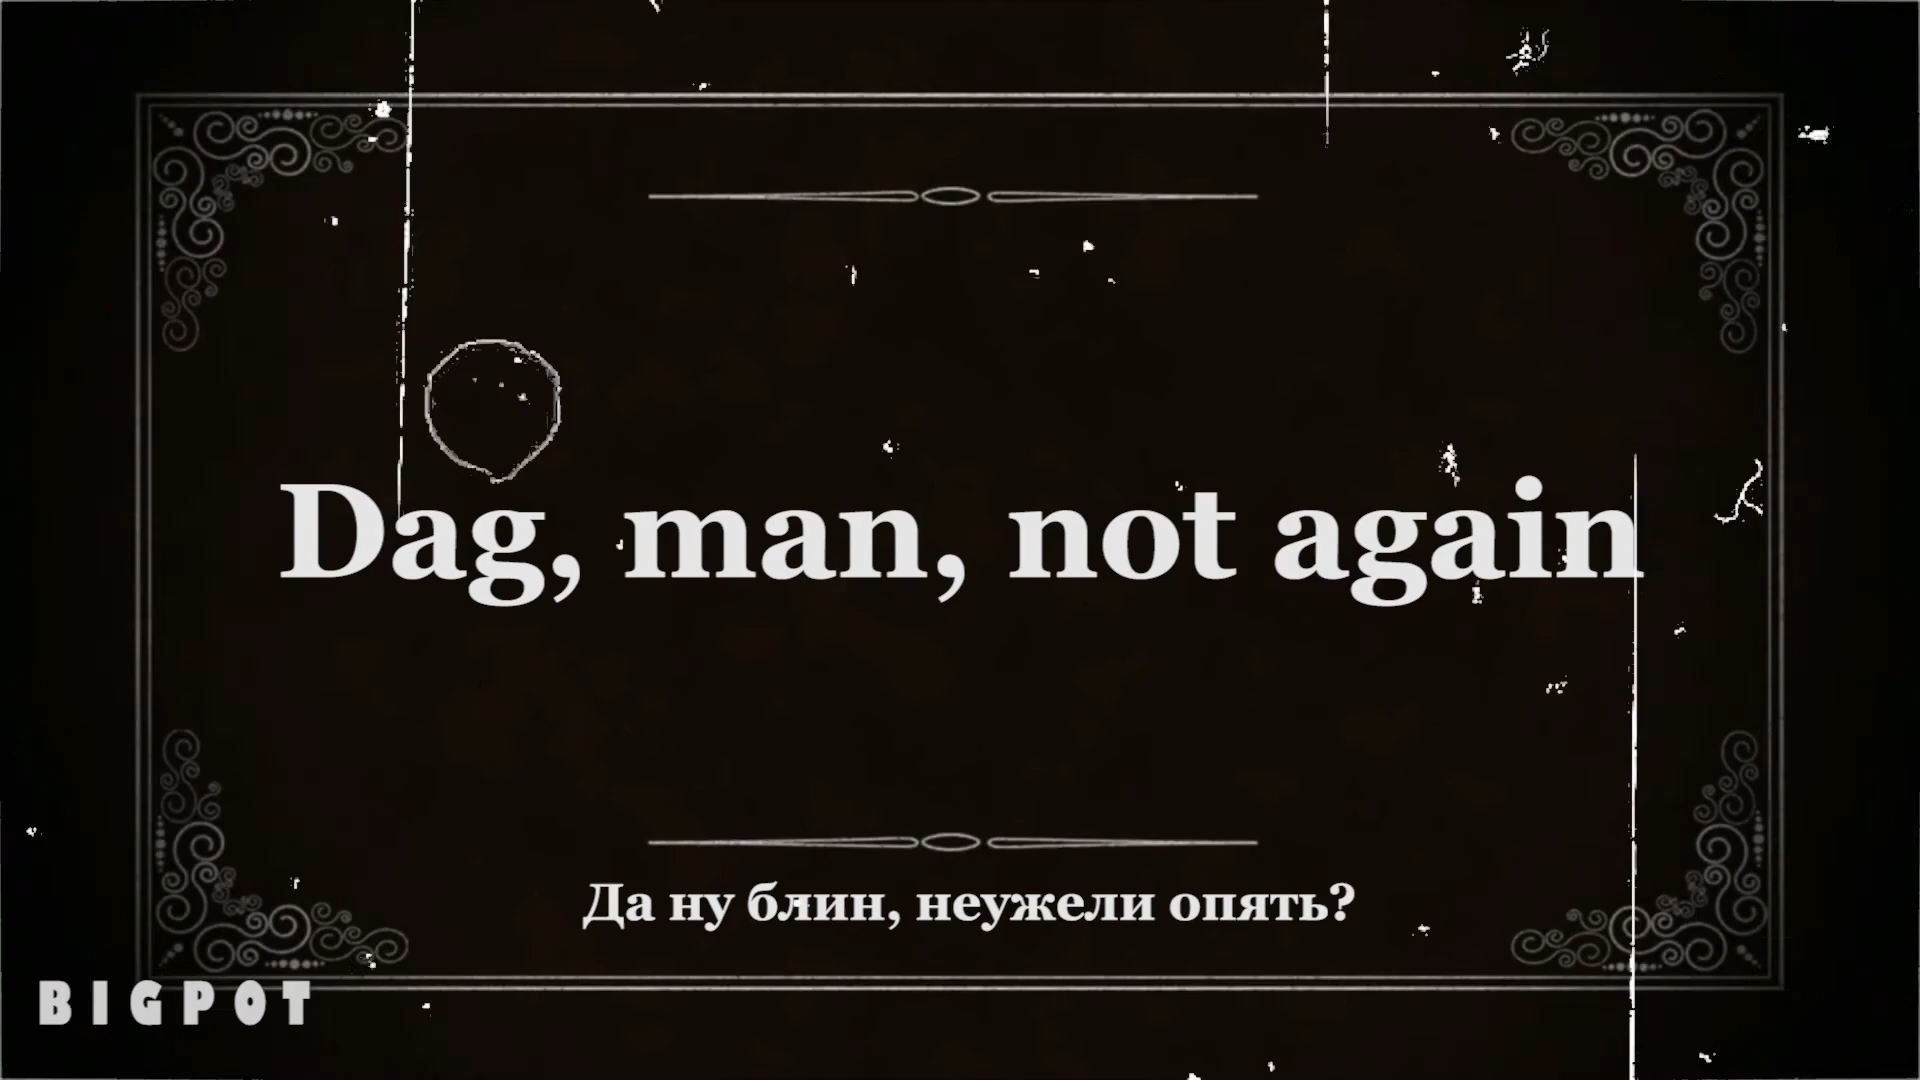 Dag, man, not again
Да ну блин, неужели опять?
BIGPOT